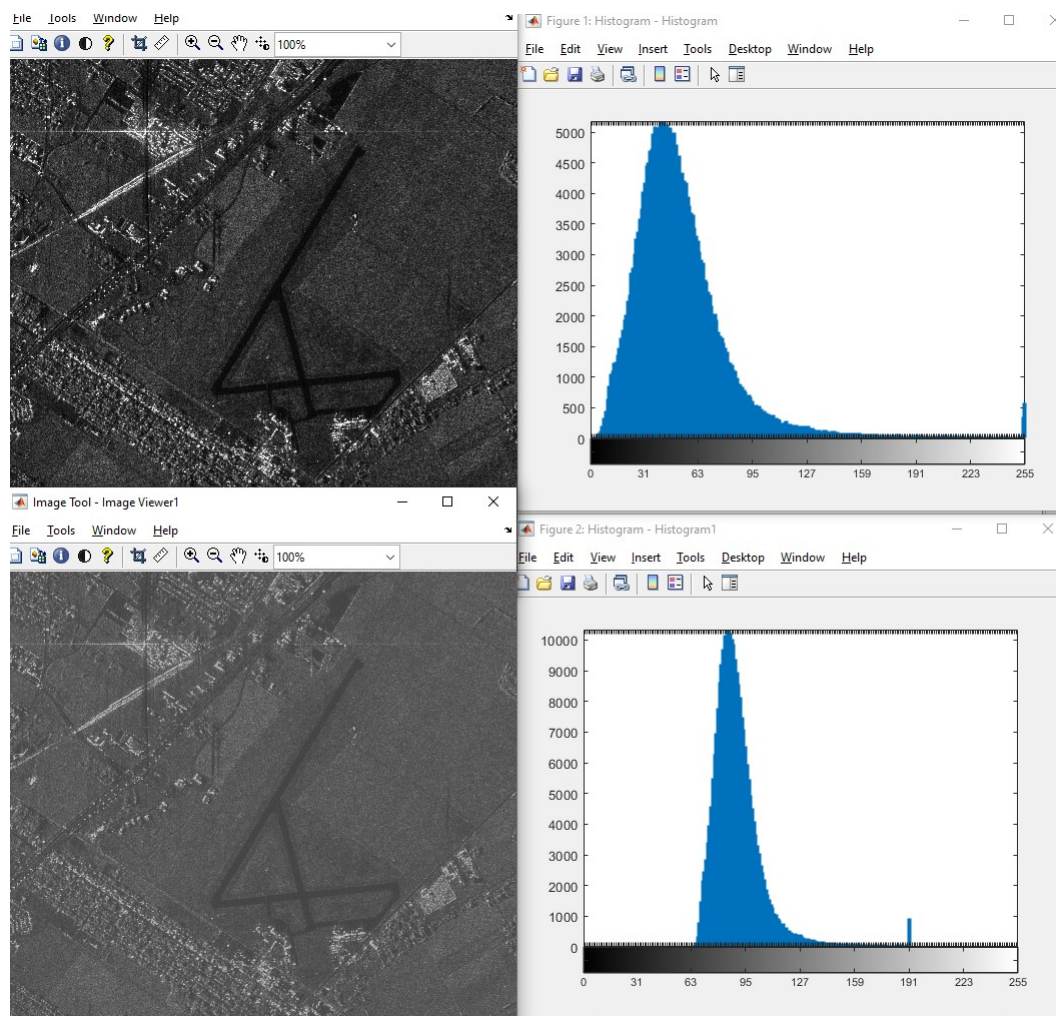 File Tools Window Help
100%
Figure 1: Histogram - Histogram
File Edit View Insert Tools Desktop Window Help
5000
4500
4000
3500
3000
2500
2000
1500
1000
500
0
0 31 63 95 127 159 191 223 255
Image Tool - Image Viewer1
File Tools Window Help
100%
Figure 2: Histogram - Histogram1
File Edit View Insert Tools Desktop Window Help
10000
9000
8000
7000
6000
5000
4000
3000
2000
1000
0
0 31 63 95 127 159 191 223 255